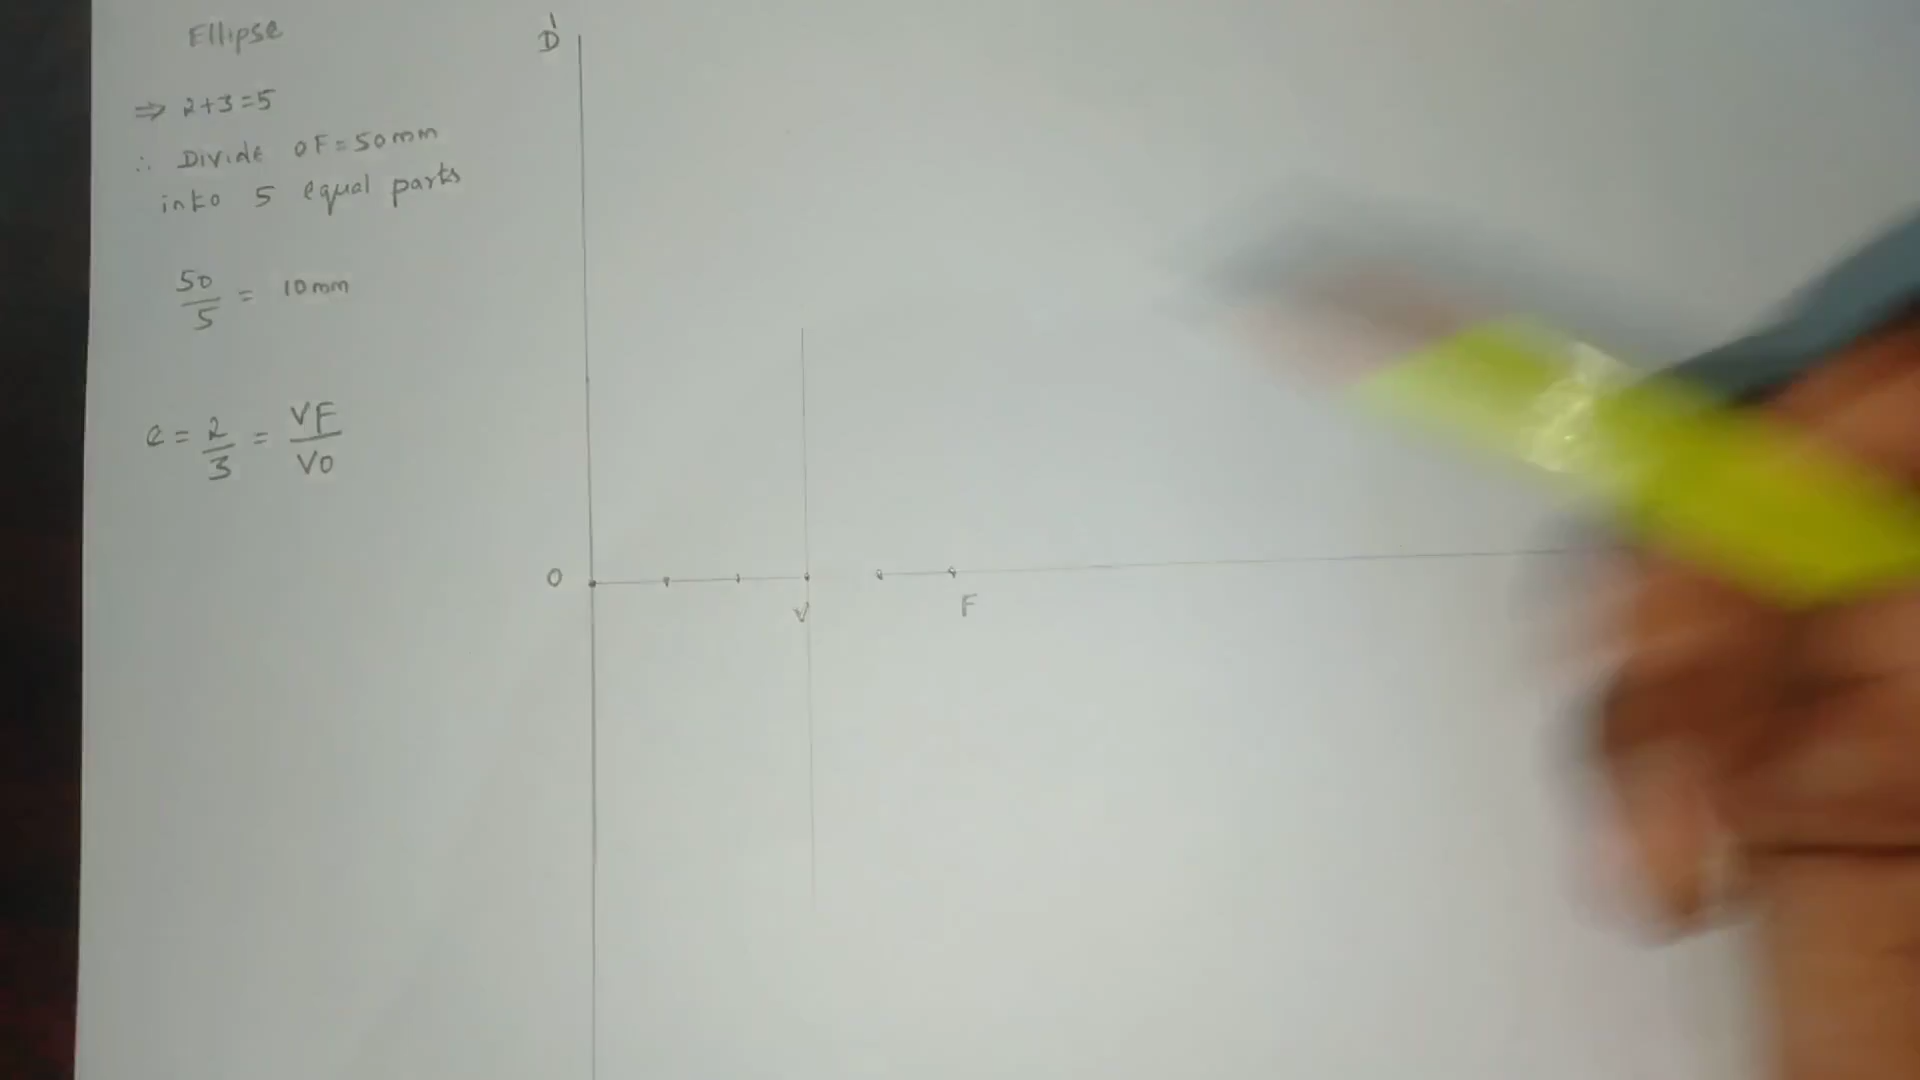 Ellipse
⇒ 2+3=5
∴ Divide OF=50mm
into 5 equal parts
50/5 = 10mm
e = 2/3 = VF/VO
D'
O
V
F